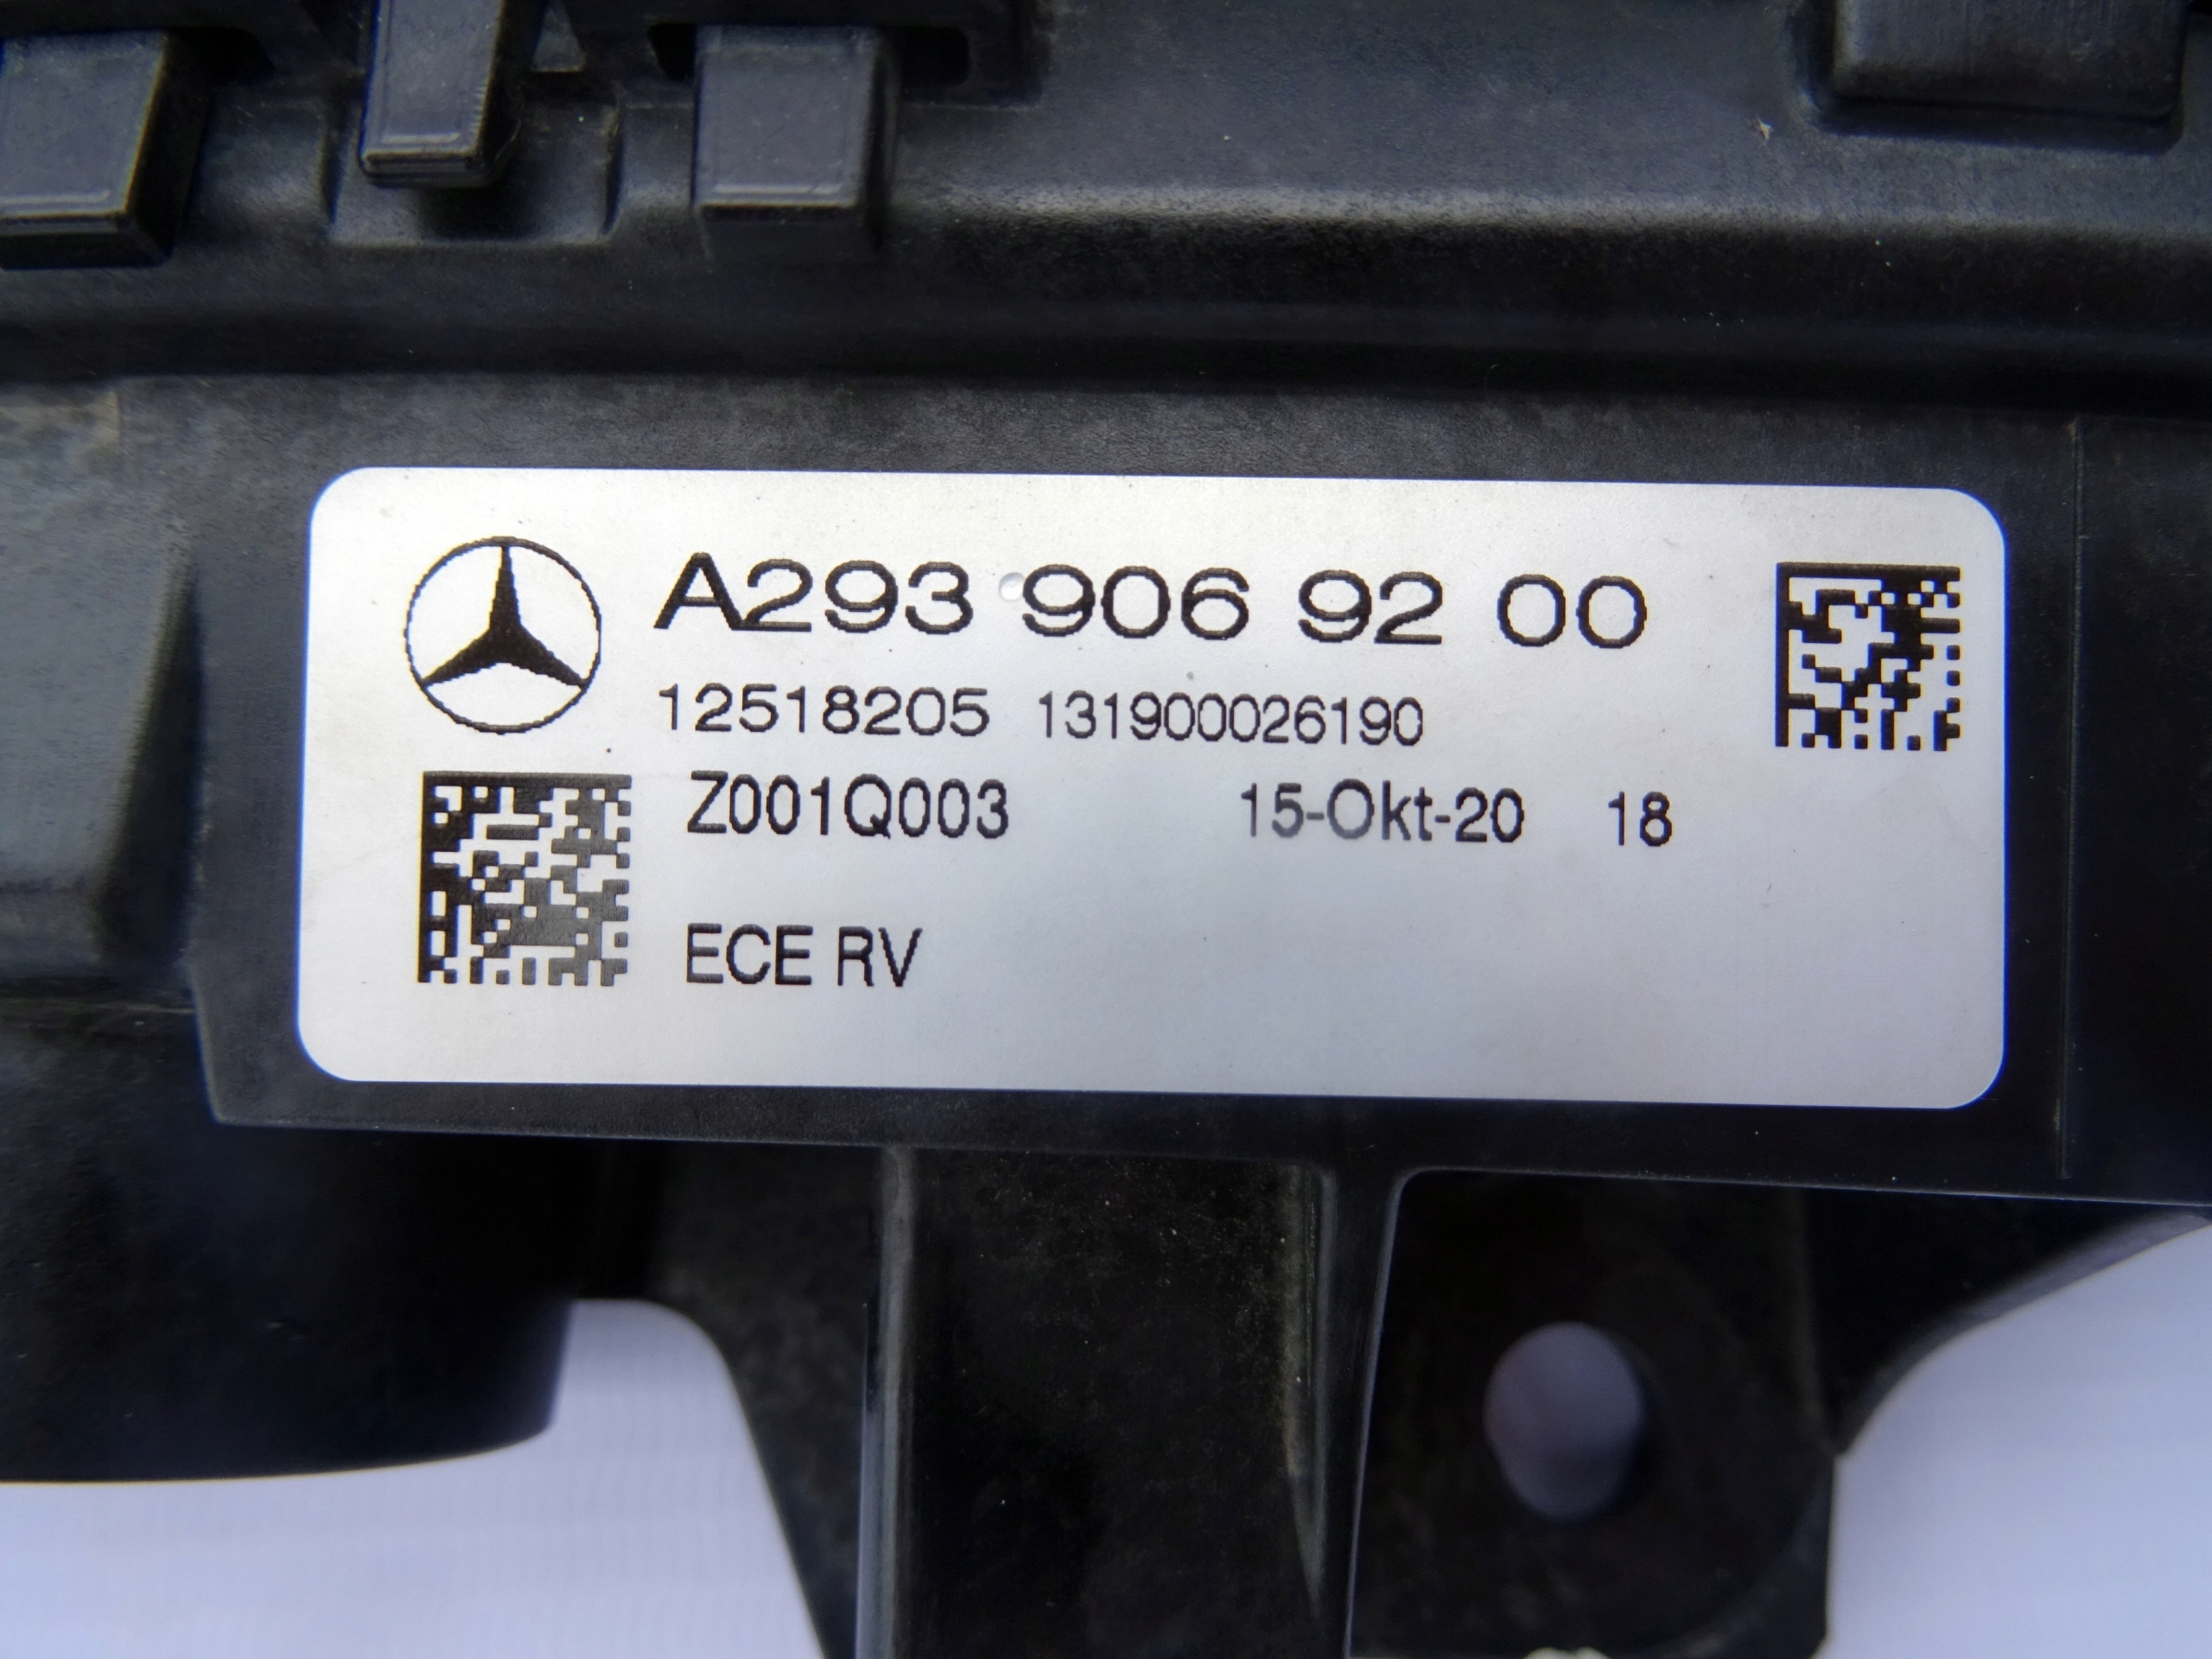 A293 906 92 00
12518205 131900026190
Z001Q003 15-Okt-20 18
ECE RV